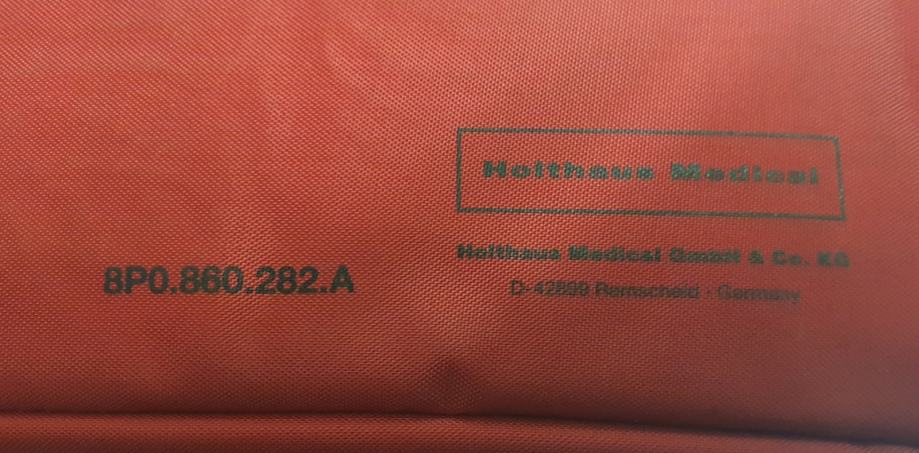 Holthaus Medical
Holthaus Medical GmbH & Co. KG
8P0.860.282.A
D-42899 Remscheid · Germany